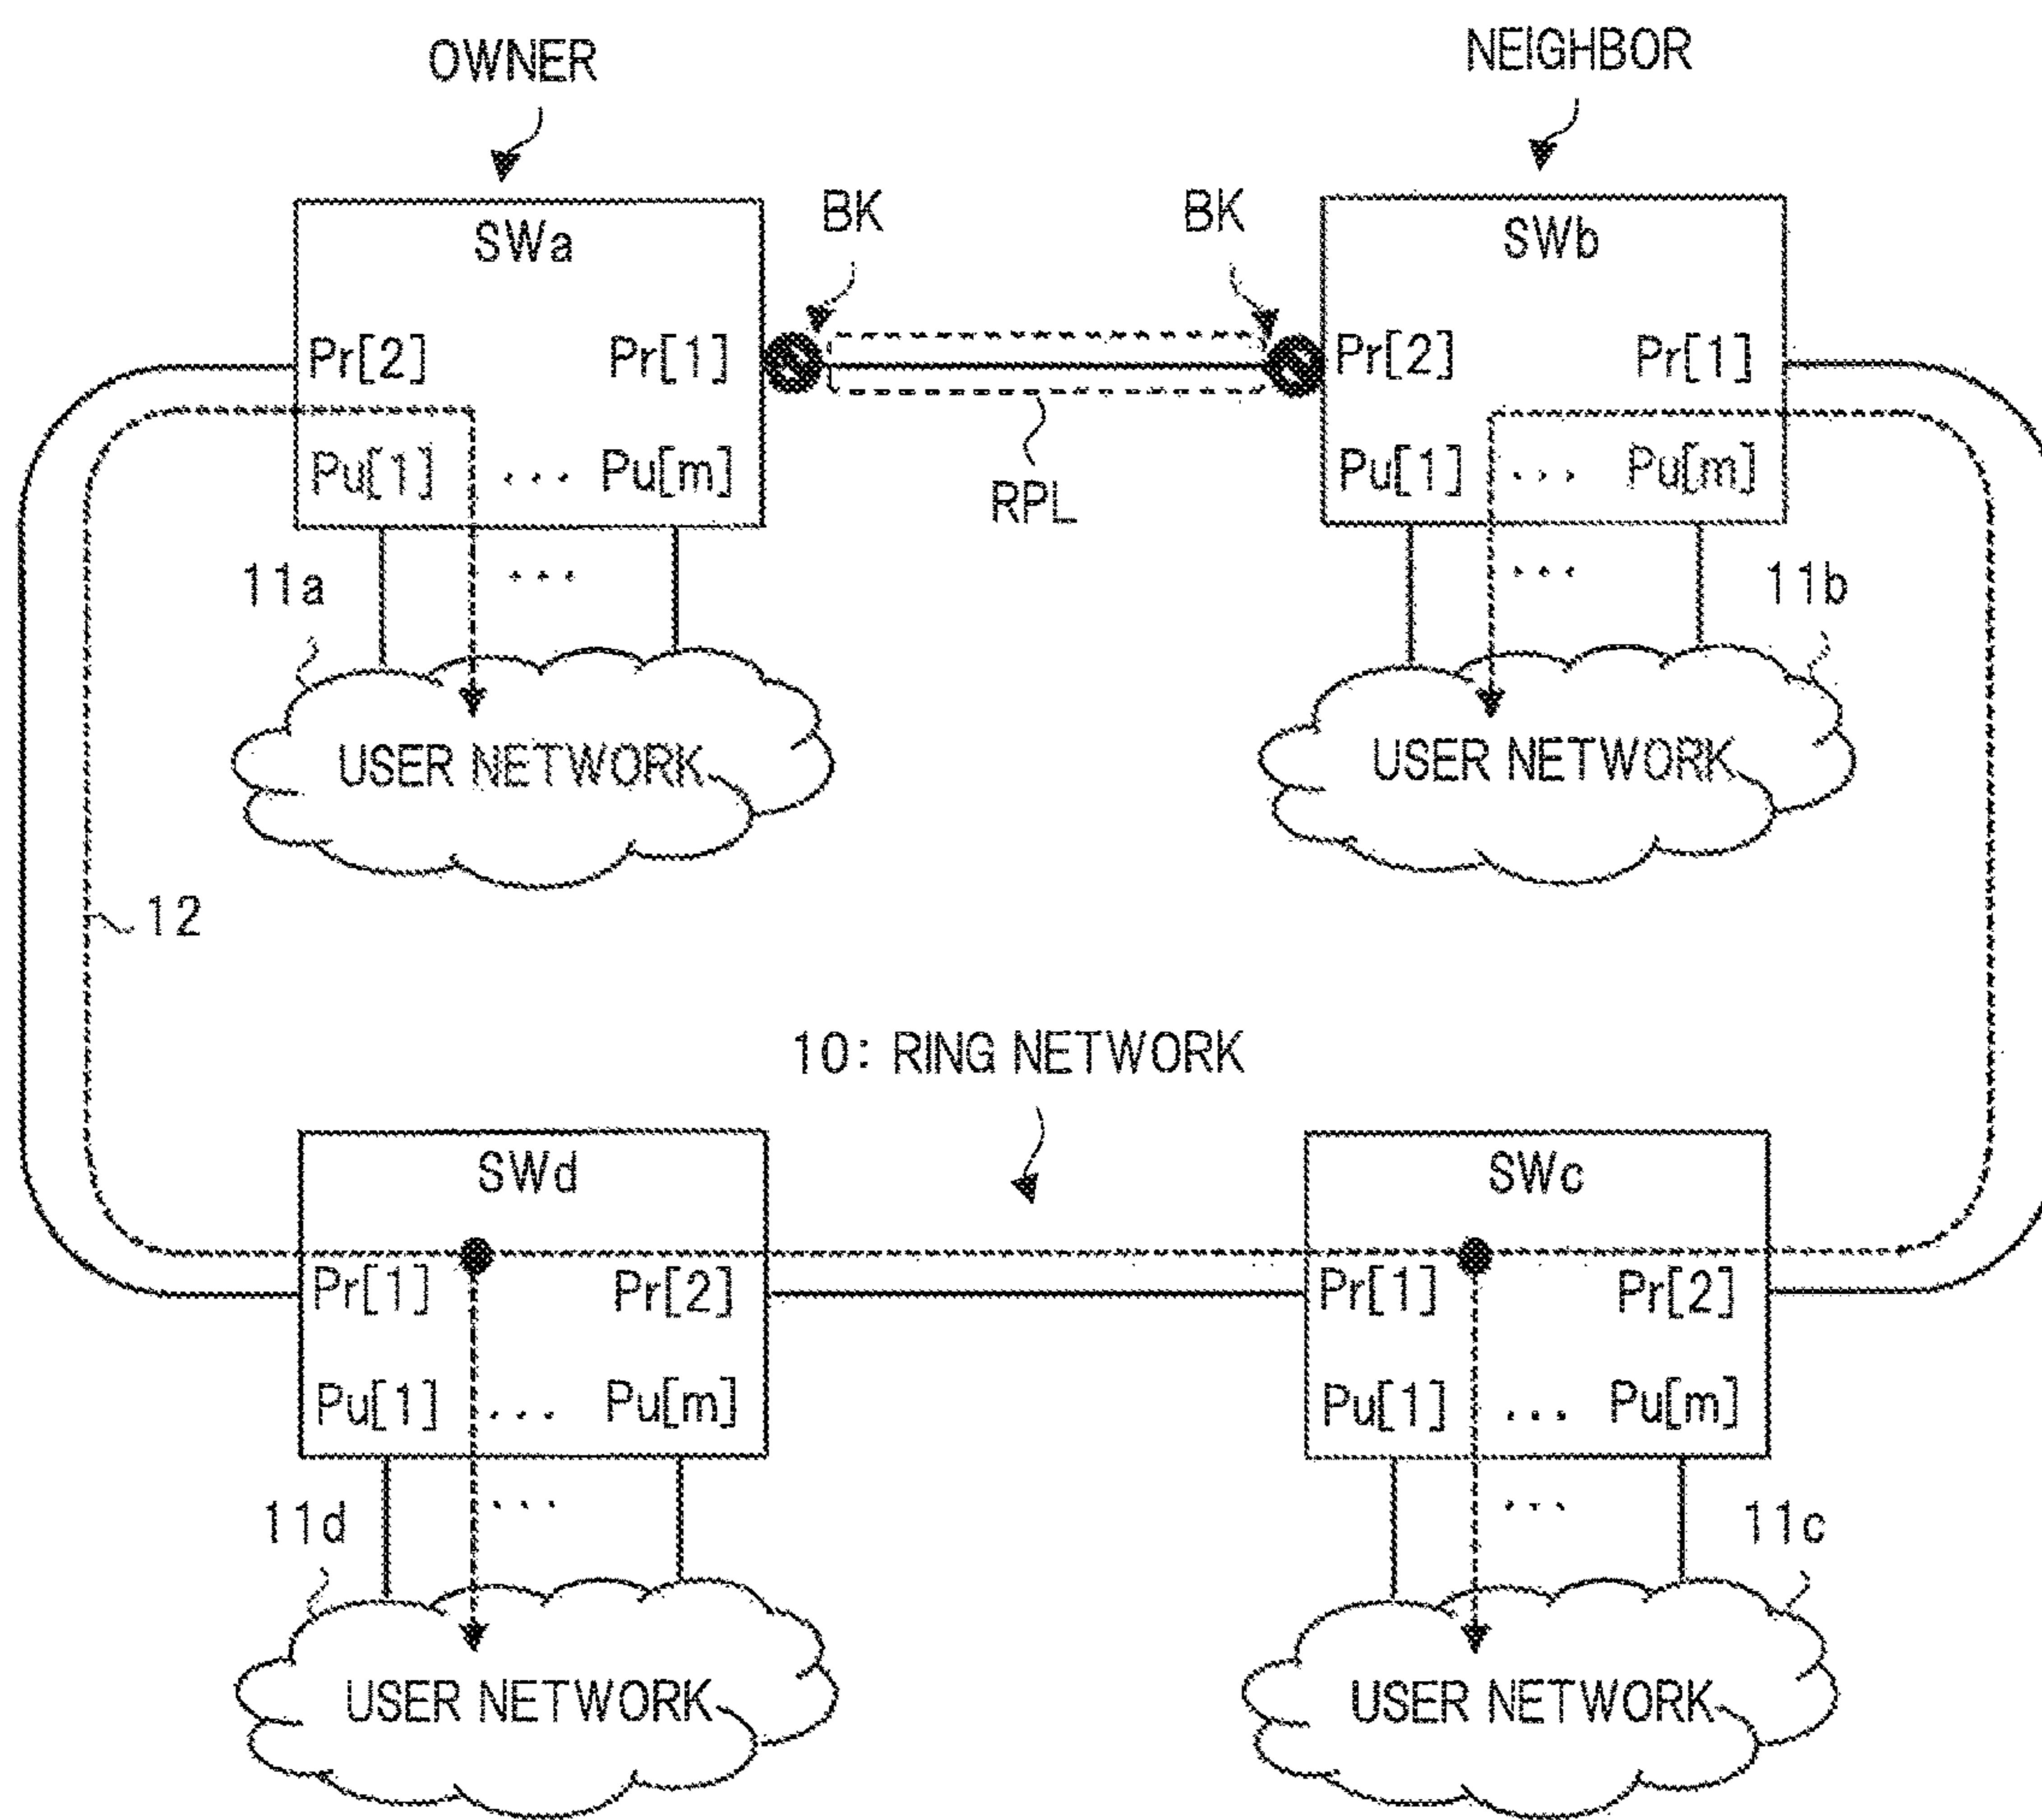 OWNER
NEIGHBOR
BK
BK
SWa
SWb
Pr[2]
Pr[1]
Pr[2]
Pr[1]
Pu[1]
...
Pu[m]
Pu[1]
...
Pu[m]
RPL
11a
...
...
11b
USER NETWORK
USER NETWORK
12
10: RING NETWORK
SWd
SWc
Pr[1]
Pr[2]
Pr[1]
Pr[2]
Pu[1]
...
Pu[m]
Pu[1]
...
Pu[m]
11d
...
...
11c
USER NETWORK
USER NETWORK